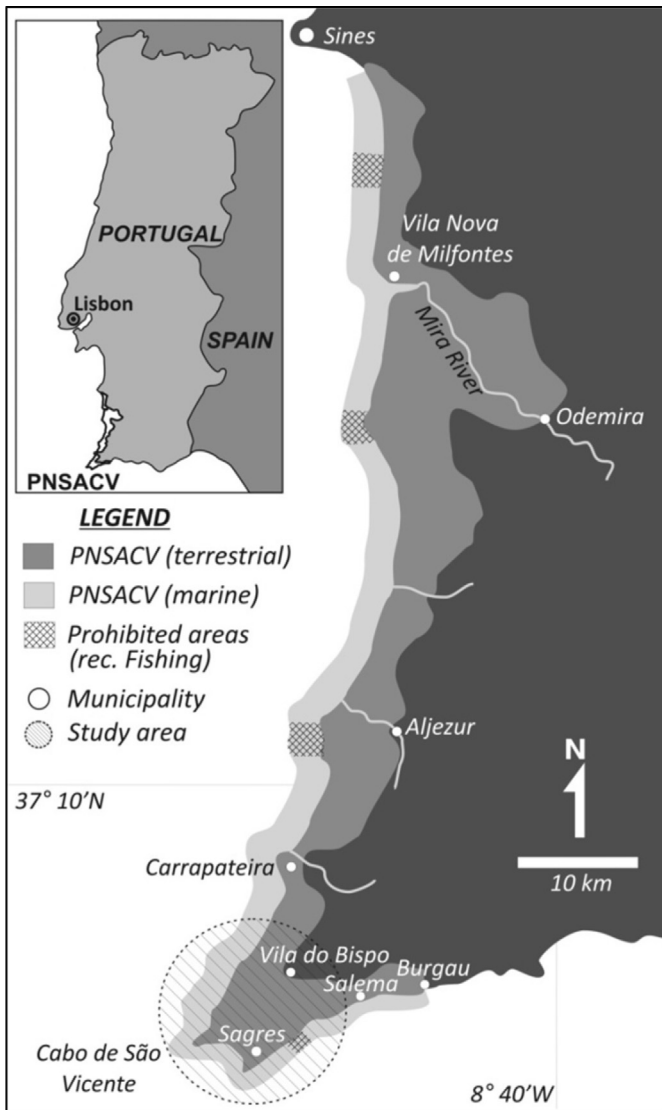 Sines
Vila Nova
de Milfontes
PORTUGAL
Lisbon
SPAIN
Mira River
Odemira
PNSACV
LEGEND
PNSACV (terrestrial)
PNSACV (marine)
Prohibited areas
(rec. Fishing)
Municipality
Study area
Aljezur
N
37° 10'N
10 km
Carrapateira
Vila do Bispo
Burgau
Salema
Sagres
Cabo de São
Vicente
8° 40'W